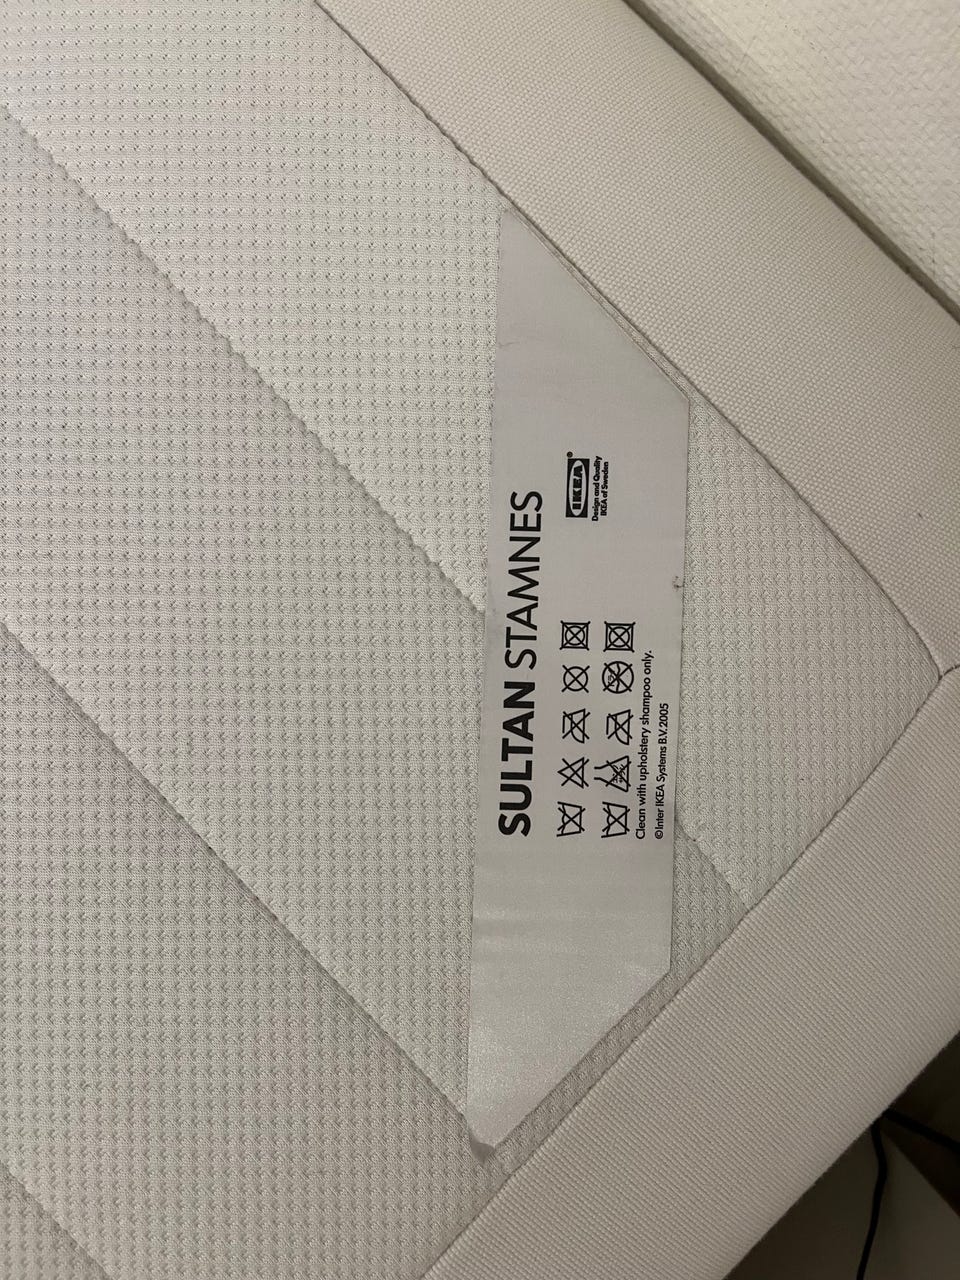 SULTAN STAMNES
IKEA®
Design and Quality
IKEA of Sweden
Clean with upholstery shampoo only.
©Inter IKEA Systems B.V.2005